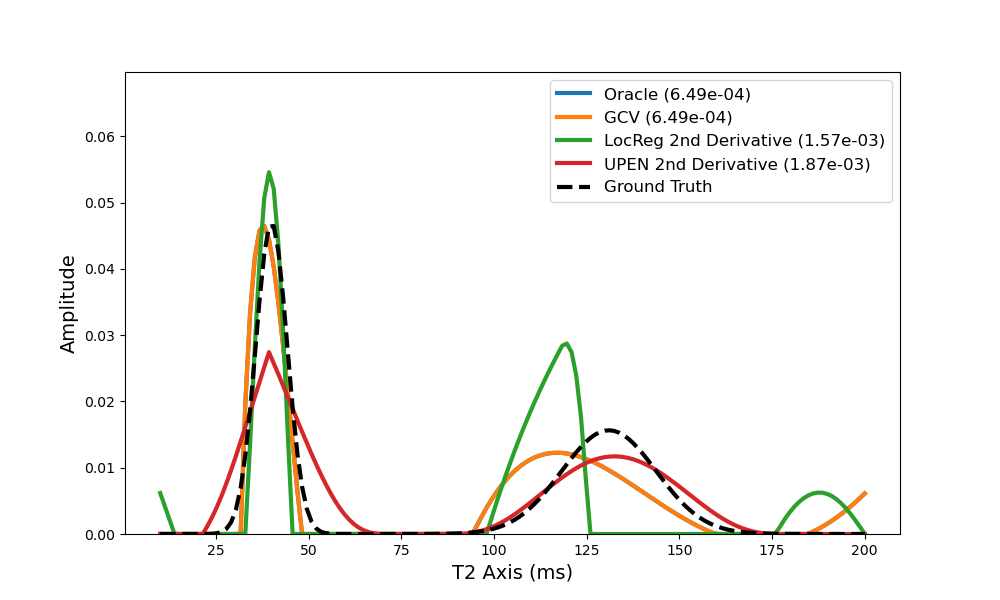 Oracle (6.49e-04)
GCV (6.49e-04)
LocReg 2nd Derivative (1.57e-03)
UPEN 2nd Derivative (1.87e-03)
Ground Truth
Amplitude
0.06
0.05
0.04
0.03
0.02
0.01
0.00
25 50 75 100 125 150 175 200
T2 Axis (ms)